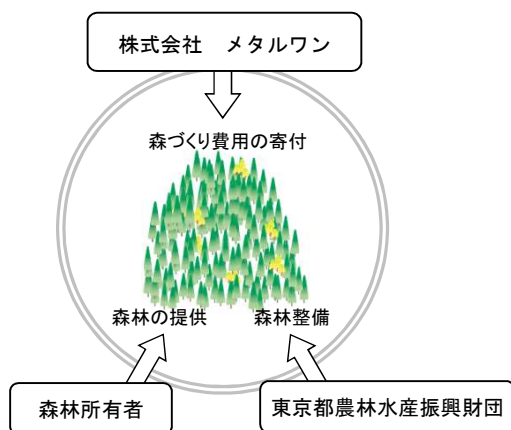 株式会社　メタルワン
森づくり費用の寄付
森林の提供
森林整備
森林所有者
東京都農林水産振興財団